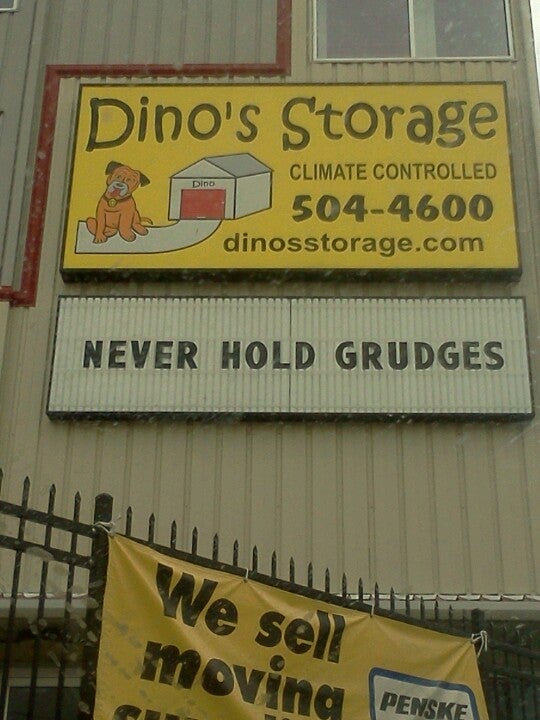 Dino's Storage
Dino
CLIMATE CONTROLLED
504-4600
dinosstorage.com
NEVER HOLD GRUDGES
We sell
moving
PENSKE